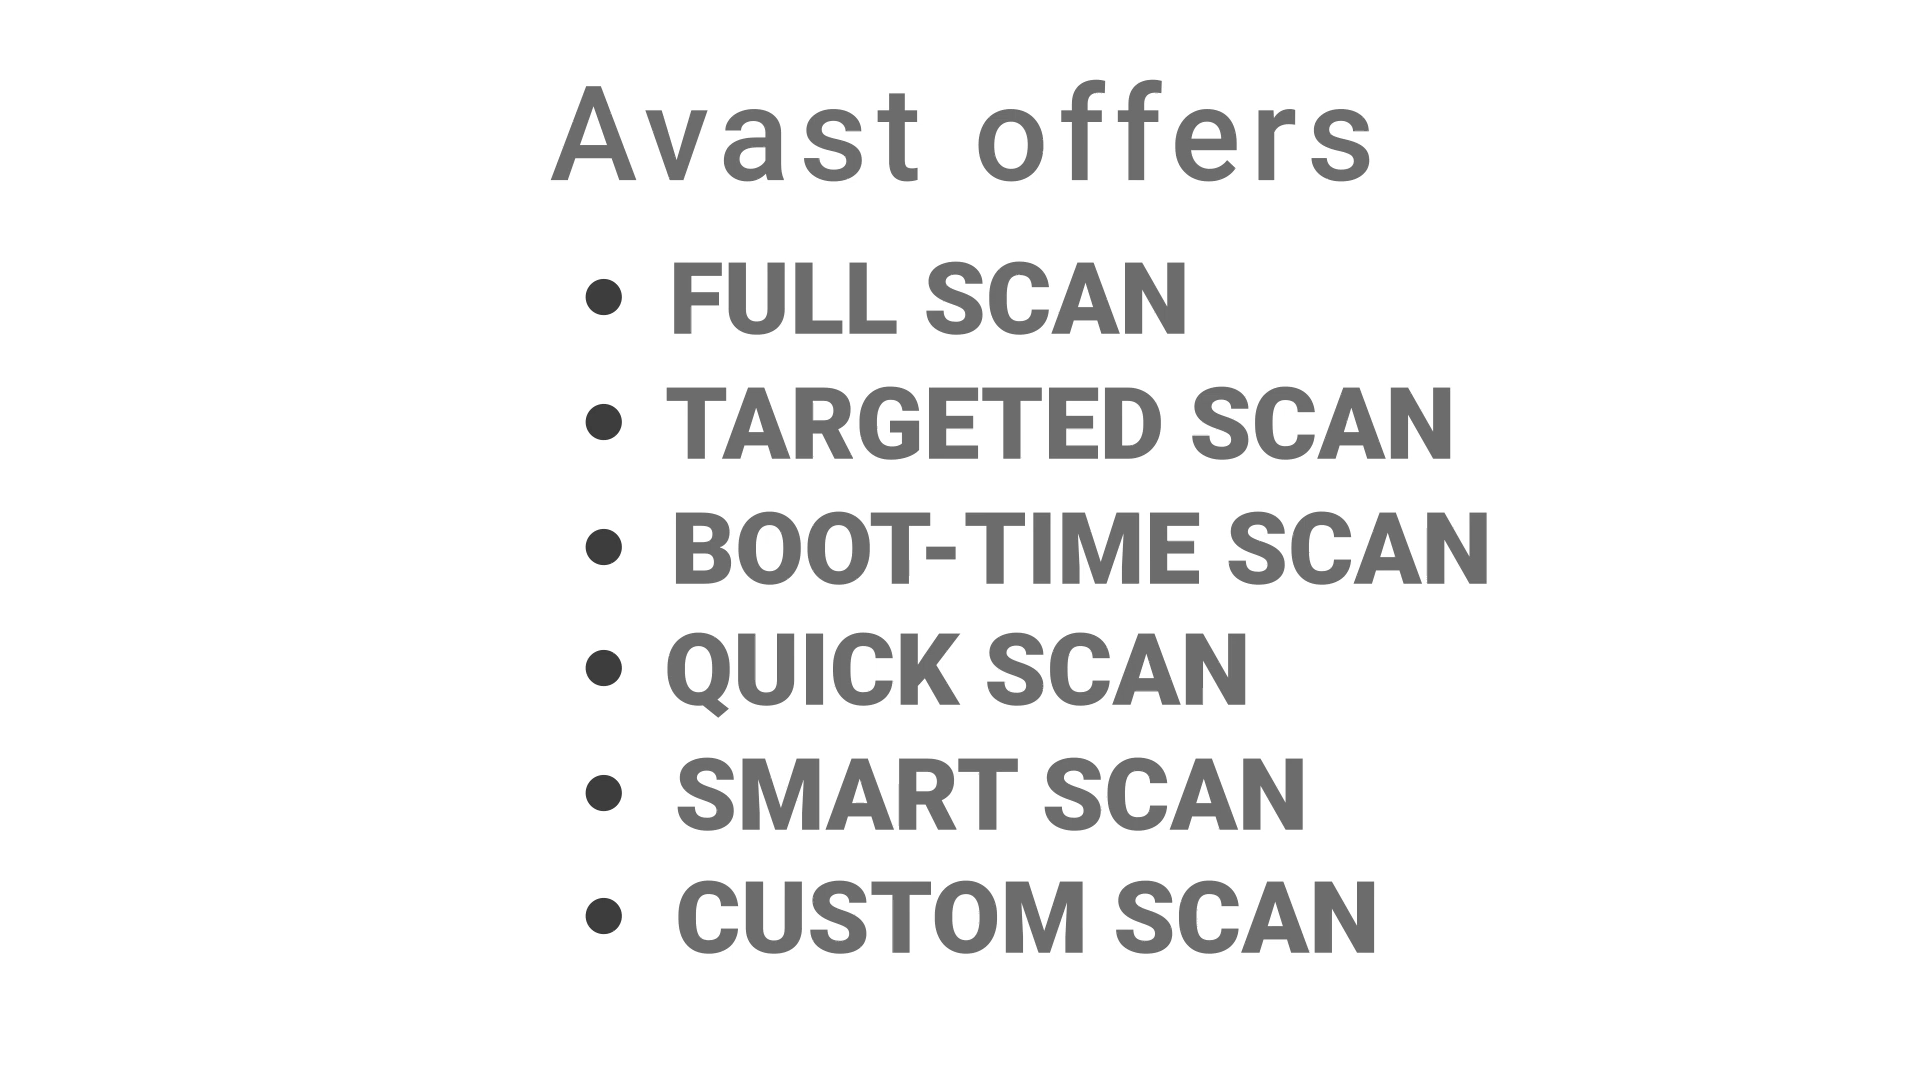 Avast offers
• FULL SCAN
• TARGETED SCAN
• BOOT-TIME SCAN
• QUICK SCAN
• SMART SCAN
• CUSTOM SCAN